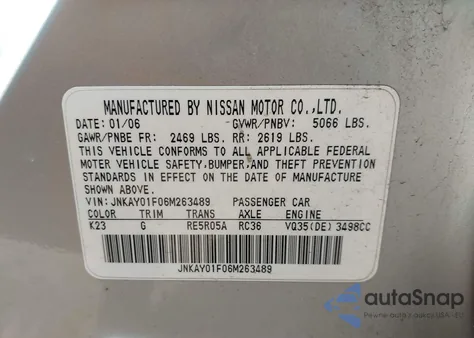 MANUFACTURED BY NISSAN MOTOR CO.,LTD.
DATE: 01/06 GVWR/PNBV: 5066 LBS.
GAWR/PNBE FR: 2469 LBS. RR: 2619 LBS.
THIS VEHICLE CONFORMS TO ALL APPLICABLE FEDERAL
MOTOR VEHICLE SAFETY, BUMPER, AND THEFT PREVENTION
STANDARDS IN EFFECT ON THE DATE OF MANUFACTURE
SHOWN ABOVE.
VIN: JNKAY01F06M263489 PASSENGER CAR
COLOR TRIM TRANS AXLE ENGINE
K23 G RE5R05A RC36 VQ35(DE) 3498CC
JNKAY01F06M263489
autoSnap